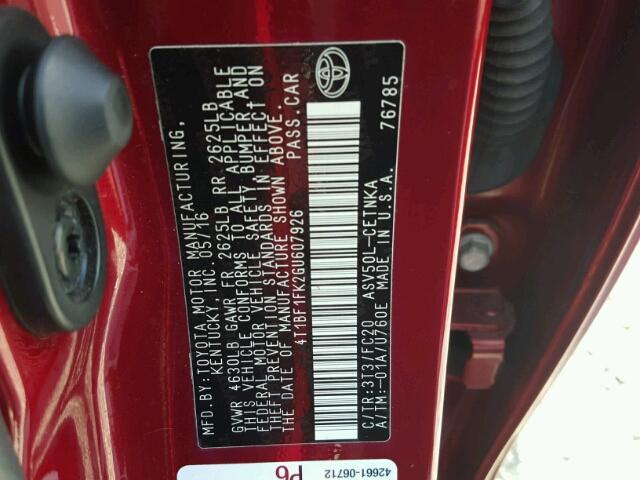 MFD. BY: TOYOTA MOTOR MANUFACTURING,
KENTUCKY, INC. 05/16
GVWR 4630LB GAWR FR 2625LB RR 2625LB
THIS VEHICLE CONFORMS TO ALL APPLICABLE
FEDERAL MOTOR VEHICLE SAFETY, BUMPER, AND
THEFT PREVENTION STANDARDS IN EFFECT ON
THE DATE OF MANUFACTURE SHOWN ABOVE.
4T1BF1FK2GU607926 PASS.CAR
C/TR:3T3/FC20 ASV50L-CETNKA
A/TM:-01A/U760E MADE IN U.S.A.
76785
42661-06712
P6